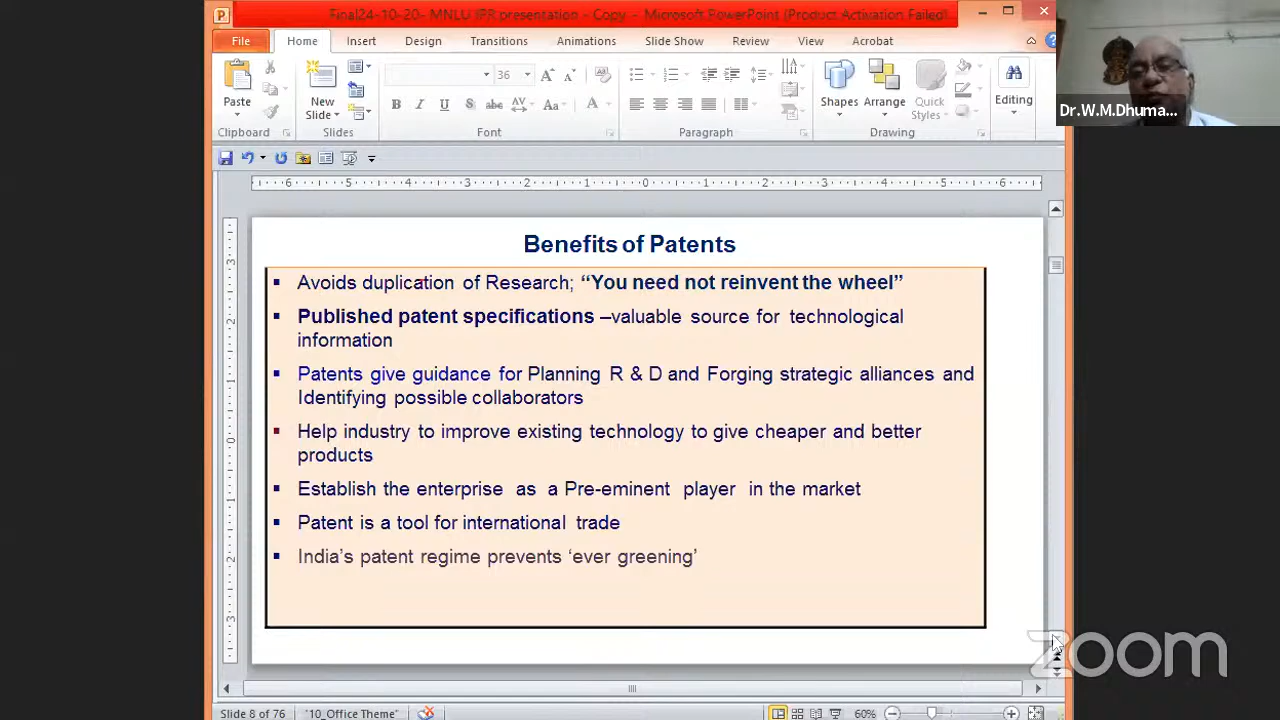 Final24-10-20- MNLU IPR presentation - Copy – Microsoft PowerPoint (Product Activation Failed)
File Home Insert Design Transitions Animations Slide Show Review View Acrobat
36
Paste
New Slide
Shapes Arrange Quick Styles
Editing
Clipboard Slides Font Paragraph Drawing
Dr.W.M.Dhuma...
Benefits of Patents
Avoids duplication of Research; “You need not reinvent the wheel”
Published patent specifications –valuable source for technological
information
Patents give guidance for Planning R & D and Forging strategic alliances and
Identifying possible collaborators
Help industry to improve existing technology to give cheaper and better
products
Establish the enterprise as a Pre-eminent player in the market
Patent is a tool for international trade
India’s patent regime prevents ‘ever greening’
zoom
Slide 8 of 76 "10_Office Theme" 60%